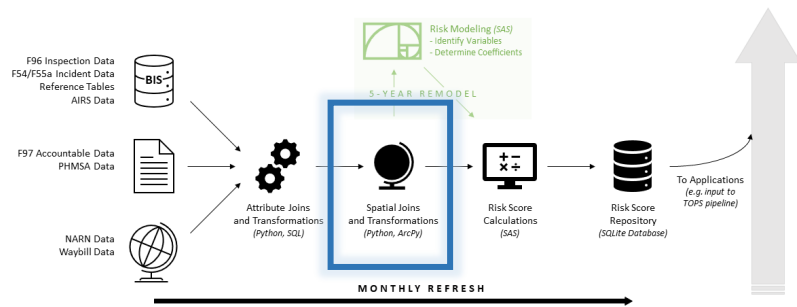 F96 Inspection Data
F54/F55a Incident Data
Reference Tables
AIRS Data
BIS
F97 Accountable Data
PHMSA Data
NARN Data
Waybill Data
Attribute Joins
and Transformations
(Python, SQL)
Spatial Joins
and Transformations
(Python, ArcPy)
Risk Modeling (SAS)
- Identify Variables
- Determine Coefficients
5-YEAR REMODEL
Risk Score
Calculations
(SAS)
Risk Score
Repository
(SQLite Database)
To Applications
(e.g. input to
TOPS pipeline)
MONTHLY REFRESH